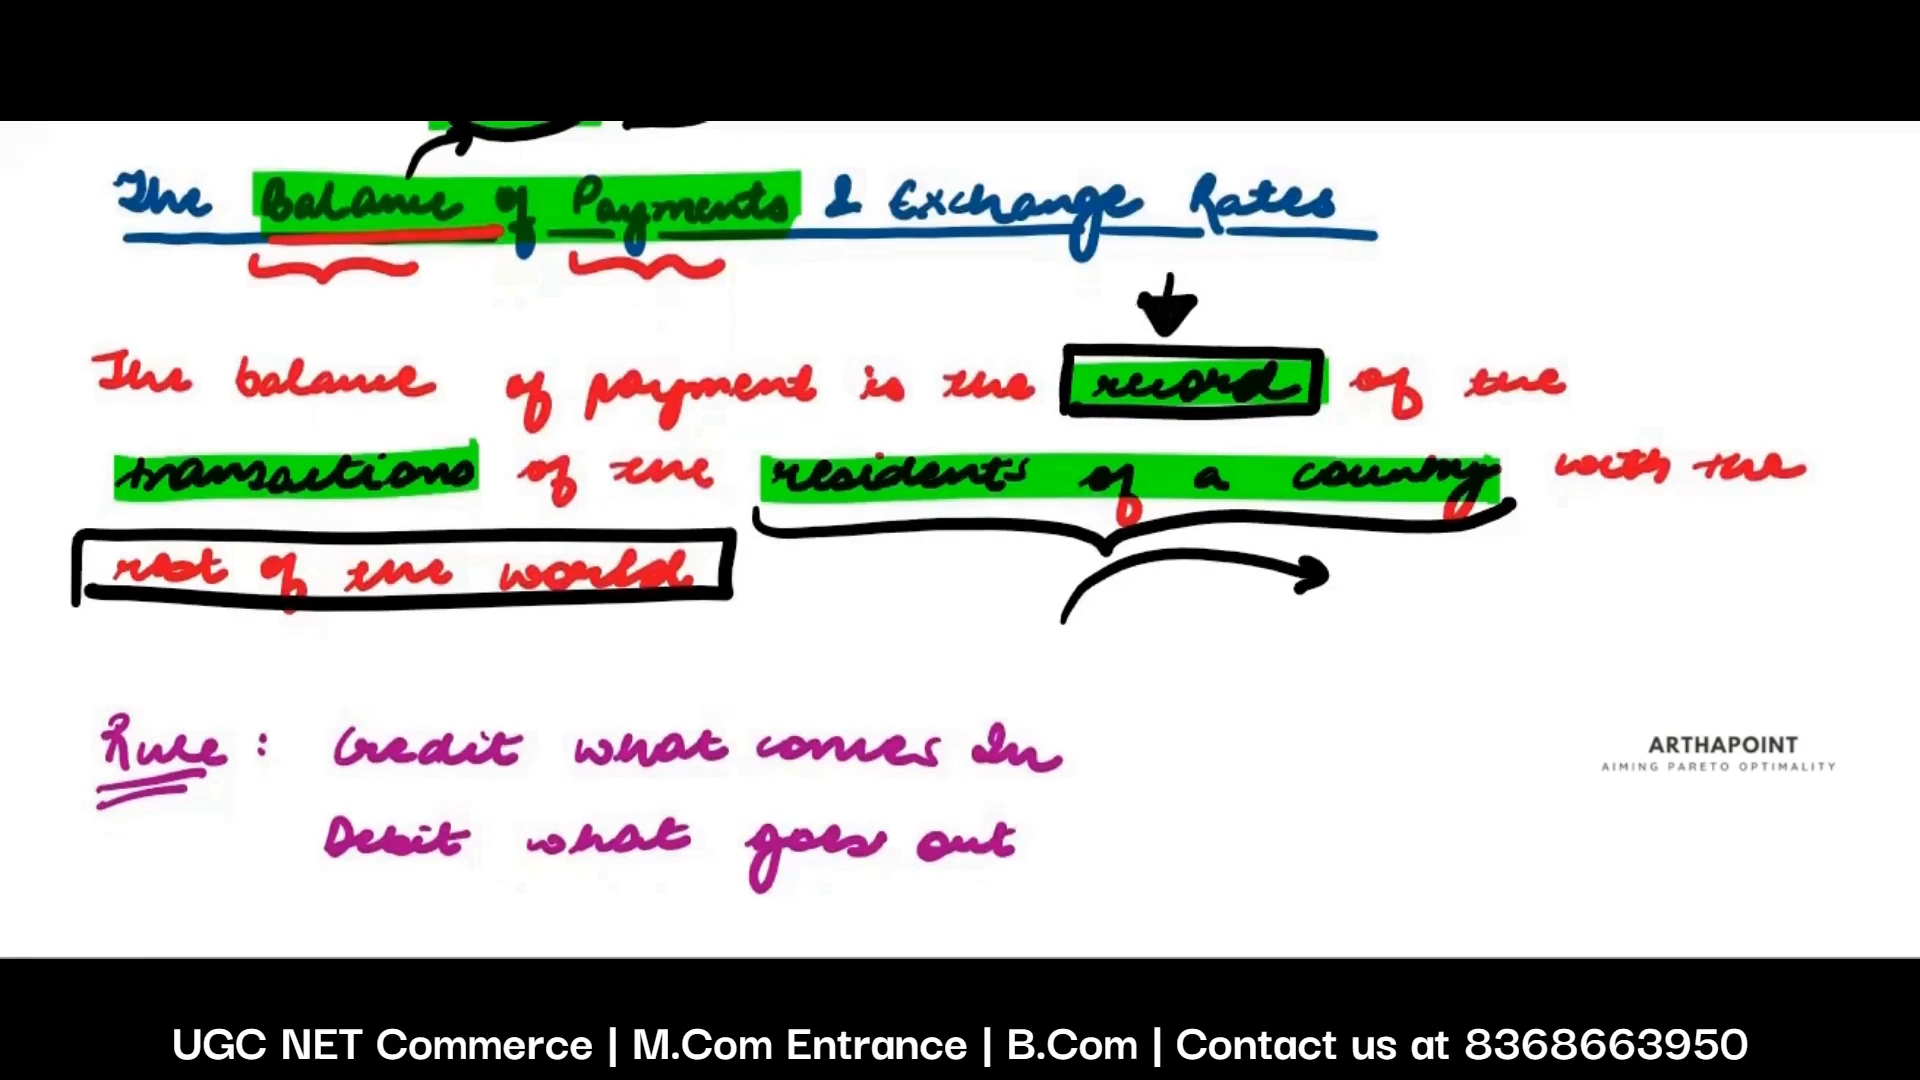 The Balance of Payments & Exchange Rates
The balance of payment is the record of the
transactions of the residents of a country with the
rest of the world
Rule : Credit what comes In
Debit what goes out
ARTHAPOINT
AIMING PARETO OPTIMALITY
UGC NET Commerce | M.Com Entrance | B.Com | Contact us at 8368663950